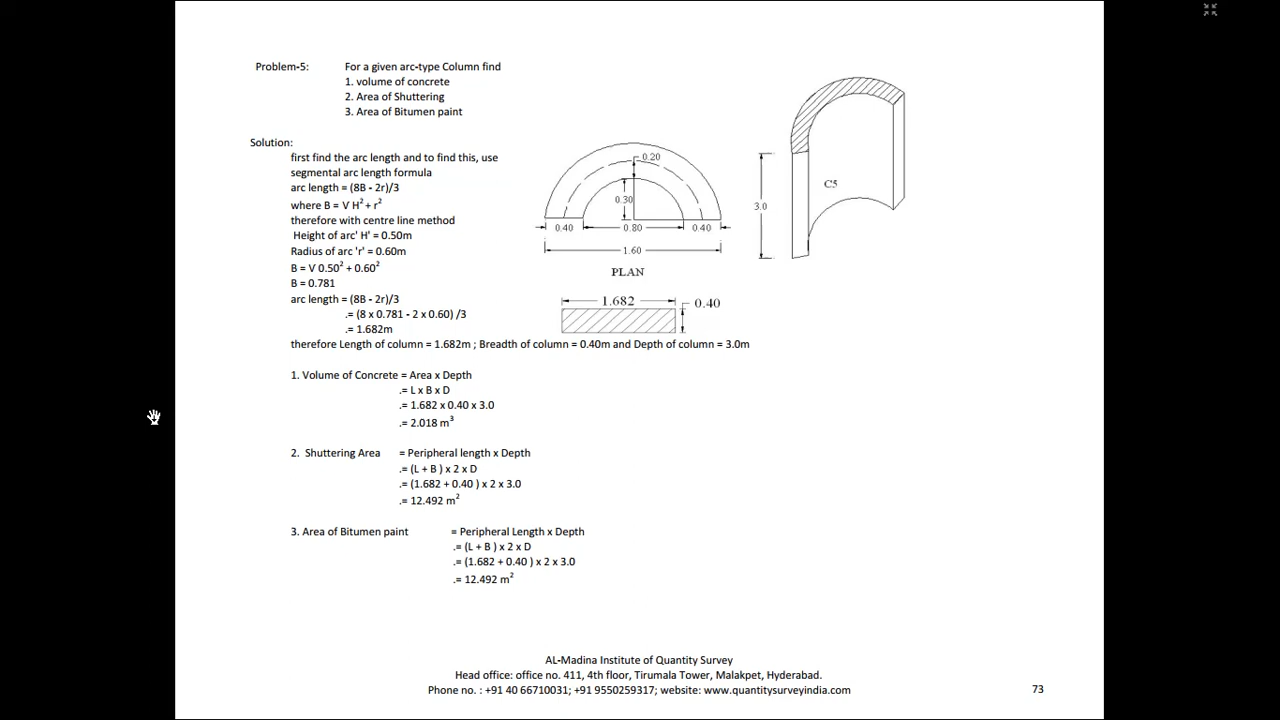 Problem-5: For a given arc-type Column find
1. volume of concrete
2. Area of Shuttering
3. Area of Bitumen paint
Solution:
first find the arc length and to find this, use
segmental arc length formula
arc length = (8B - 2r)/3
where B = V H² + r²
therefore with centre line method
Height of arc' H' = 0.50m
Radius of arc 'r' = 0.60m
B = V 0.50² + 0.60²
B = 0.781
arc length = (8B - 2r)/3
.= (8 x 0.781 - 2 x 0.60) /3
.= 1.682m
0.20
0.30
0.40 0.80 0.40
1.60
PLAN
1.682
0.40
3.0
C5
therefore Length of column = 1.682m ; Breadth of column = 0.40m and Depth of column = 3.0m
1. Volume of Concrete = Area x Depth
.= L x B x D
.= 1.682 x 0.40 x 3.0
.= 2.018 m³
2. Shuttering Area = Peripheral length x Depth
.= (L + B ) x 2 x D
.= (1.682 + 0.40 ) x 2 x 3.0
.= 12.492 m²
3. Area of Bitumen paint = Peripheral Length x Depth
.= (L + B ) x 2 x D
.= (1.682 + 0.40 ) x 2 x 3.0
.= 12.492 m²
AL-Madina Institute of Quantity Survey
Head office: office no. 411, 4th floor, Tirumala Tower, Malakpet, Hyderabad.
Phone no. : +91 40 66710031; +91 9550259317; website: www.quantitysurveyindia.com
73